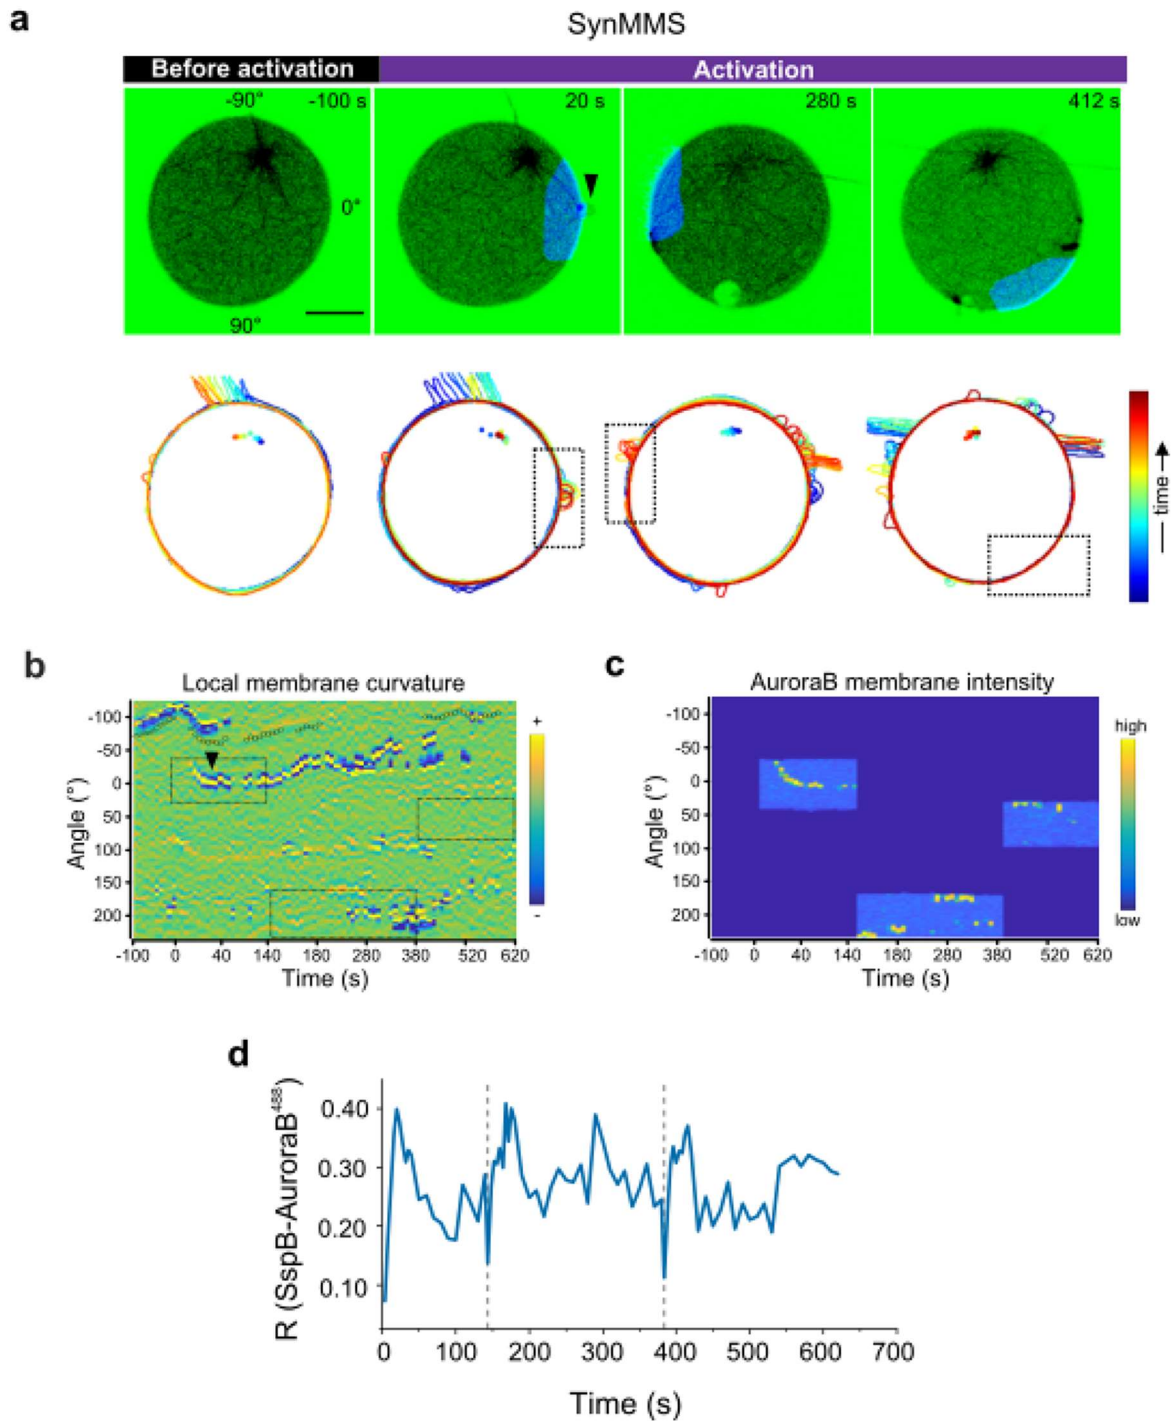 a
SynMMS
Before activation
Activation
-90°
-100 s
0°
90°
20 s
280 s
412 s
time
b
Local membrane curvature
Angle (°)
-100
-50
0
50
100
150
200
-100 0 40 140 180 280 380 520 620
Time (s)
+
-
c
AuroraB membrane intensity
Angle (°)
-100
-50
0
50
100
150
200
-100 0 40 140 180 280 380 520 620
Time (s)
high
low
d
R (SspB-AuroraB⁴⁸⁸)
0.40
0.30
0.20
0.10
0 100 200 300 400 500 600 700
Time (s)